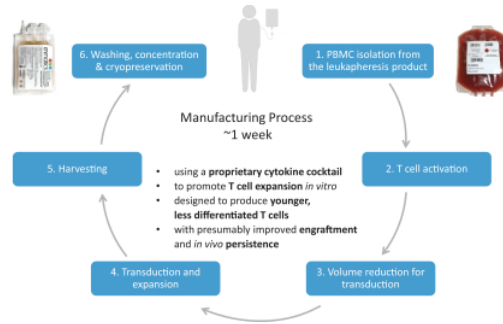 6. Washing, concentration
& cryopreservation
1. PBMC isolation from
the leukapheresis product
Manufacturing Process
~1 week
5. Harvesting
2. T cell activation
• using a proprietary cytokine cocktail
• to promote T cell expansion in vitro
• designed to produce younger,
less differentiated T cells
• with presumably improved engraftment
and in vivo persistence
4. Transduction and
expansion
3. Volume reduction for
transduction